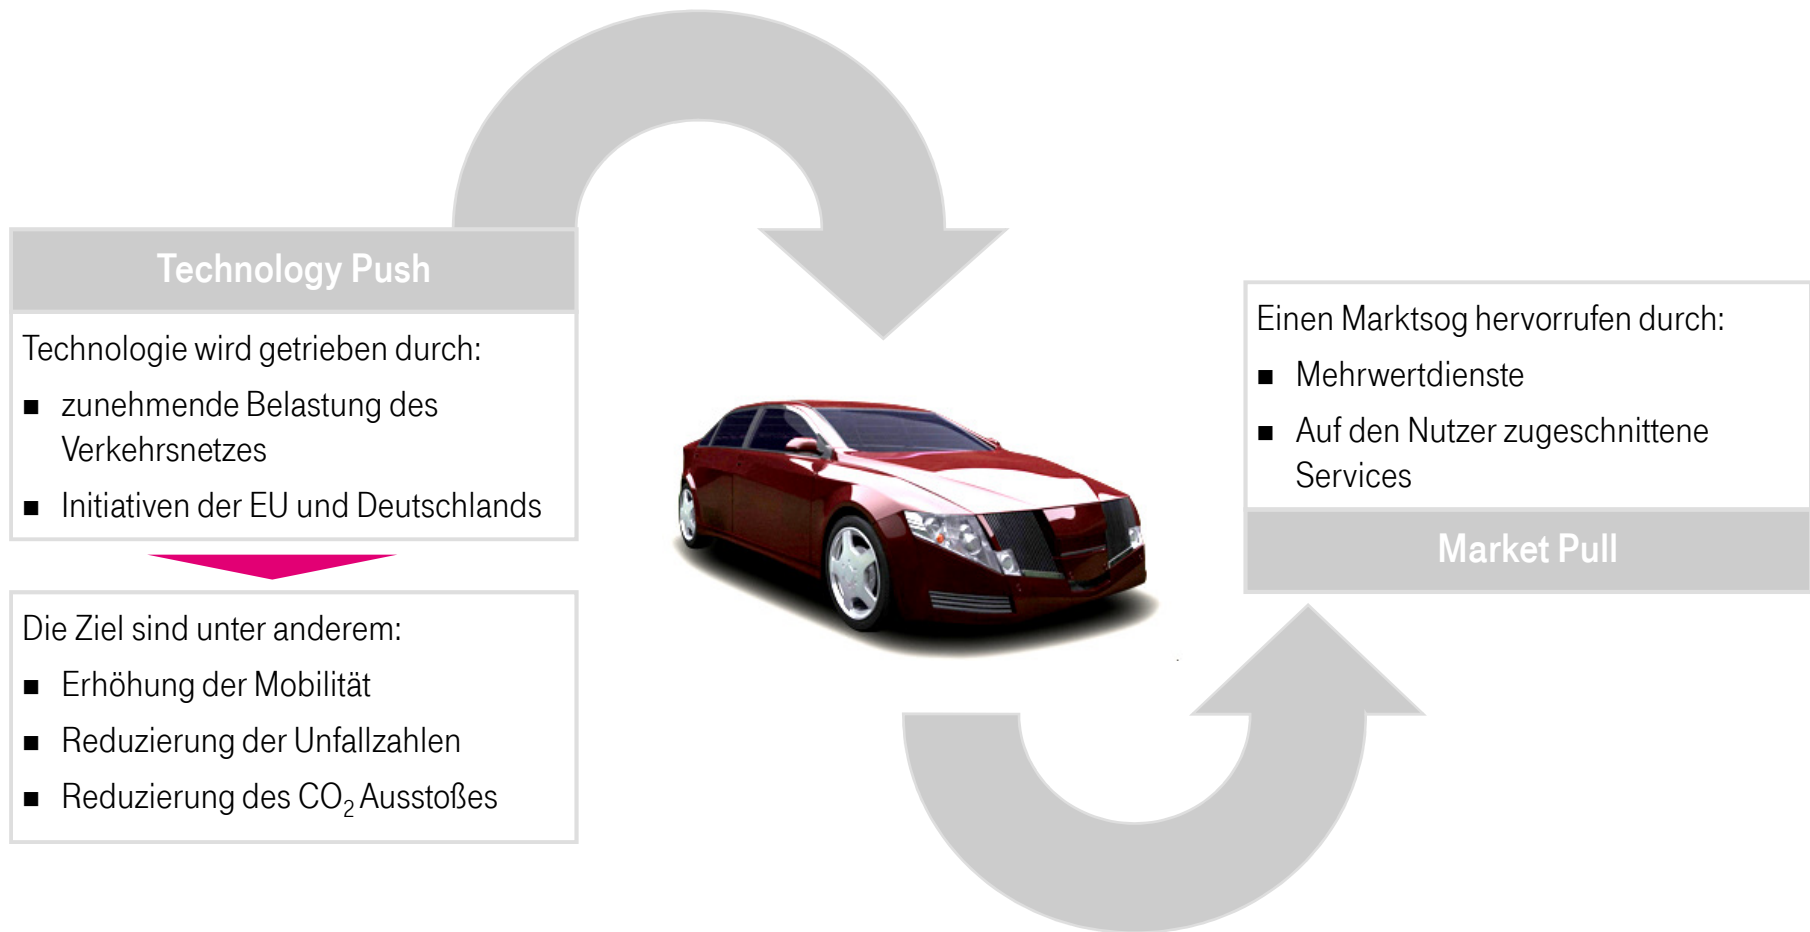 Technology Push
Technologie wird getrieben durch:
■ zunehmende Belastung des
Verkehrsnetzes
■ Initiativen der EU und Deutschlands
Die Ziel sind unter anderem:
■ Erhöhung der Mobilität
■ Reduzierung der Unfallzahlen
■ Reduzierung des CO₂ Ausstoßes
Einen Marktsog hervorrufen durch:
■ Mehrwertdienste
■ Auf den Nutzer zugeschnittene
Services
Market Pull